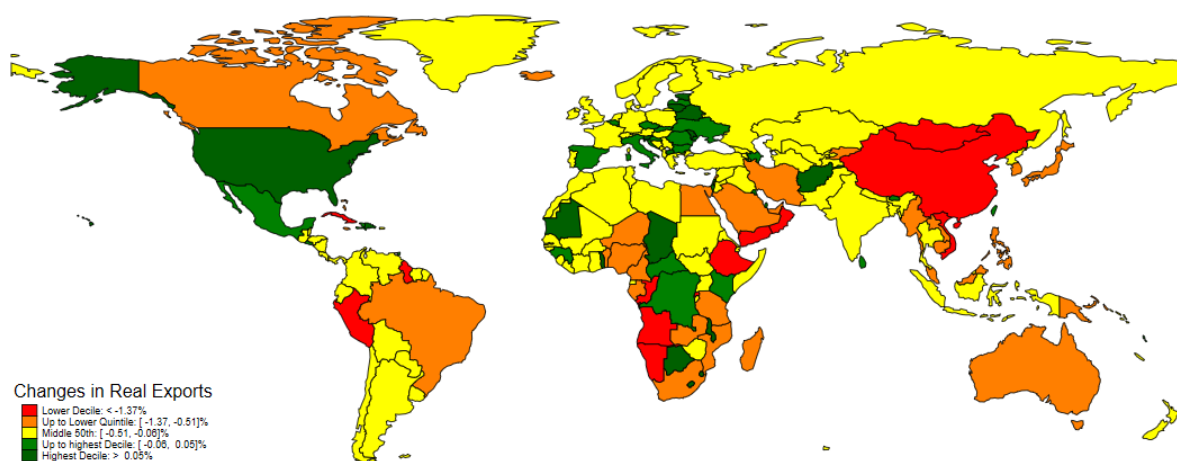 Changes in Real Exports
Lower Decile: < -1.37%
Up to Lower Quintile: [ -1.37, -0.51]%
Middle 50th: [ -0.51, -0.06]%
Up to highest Decile: [ -0.06, 0.05]%
Highest Decile: > 0.05%